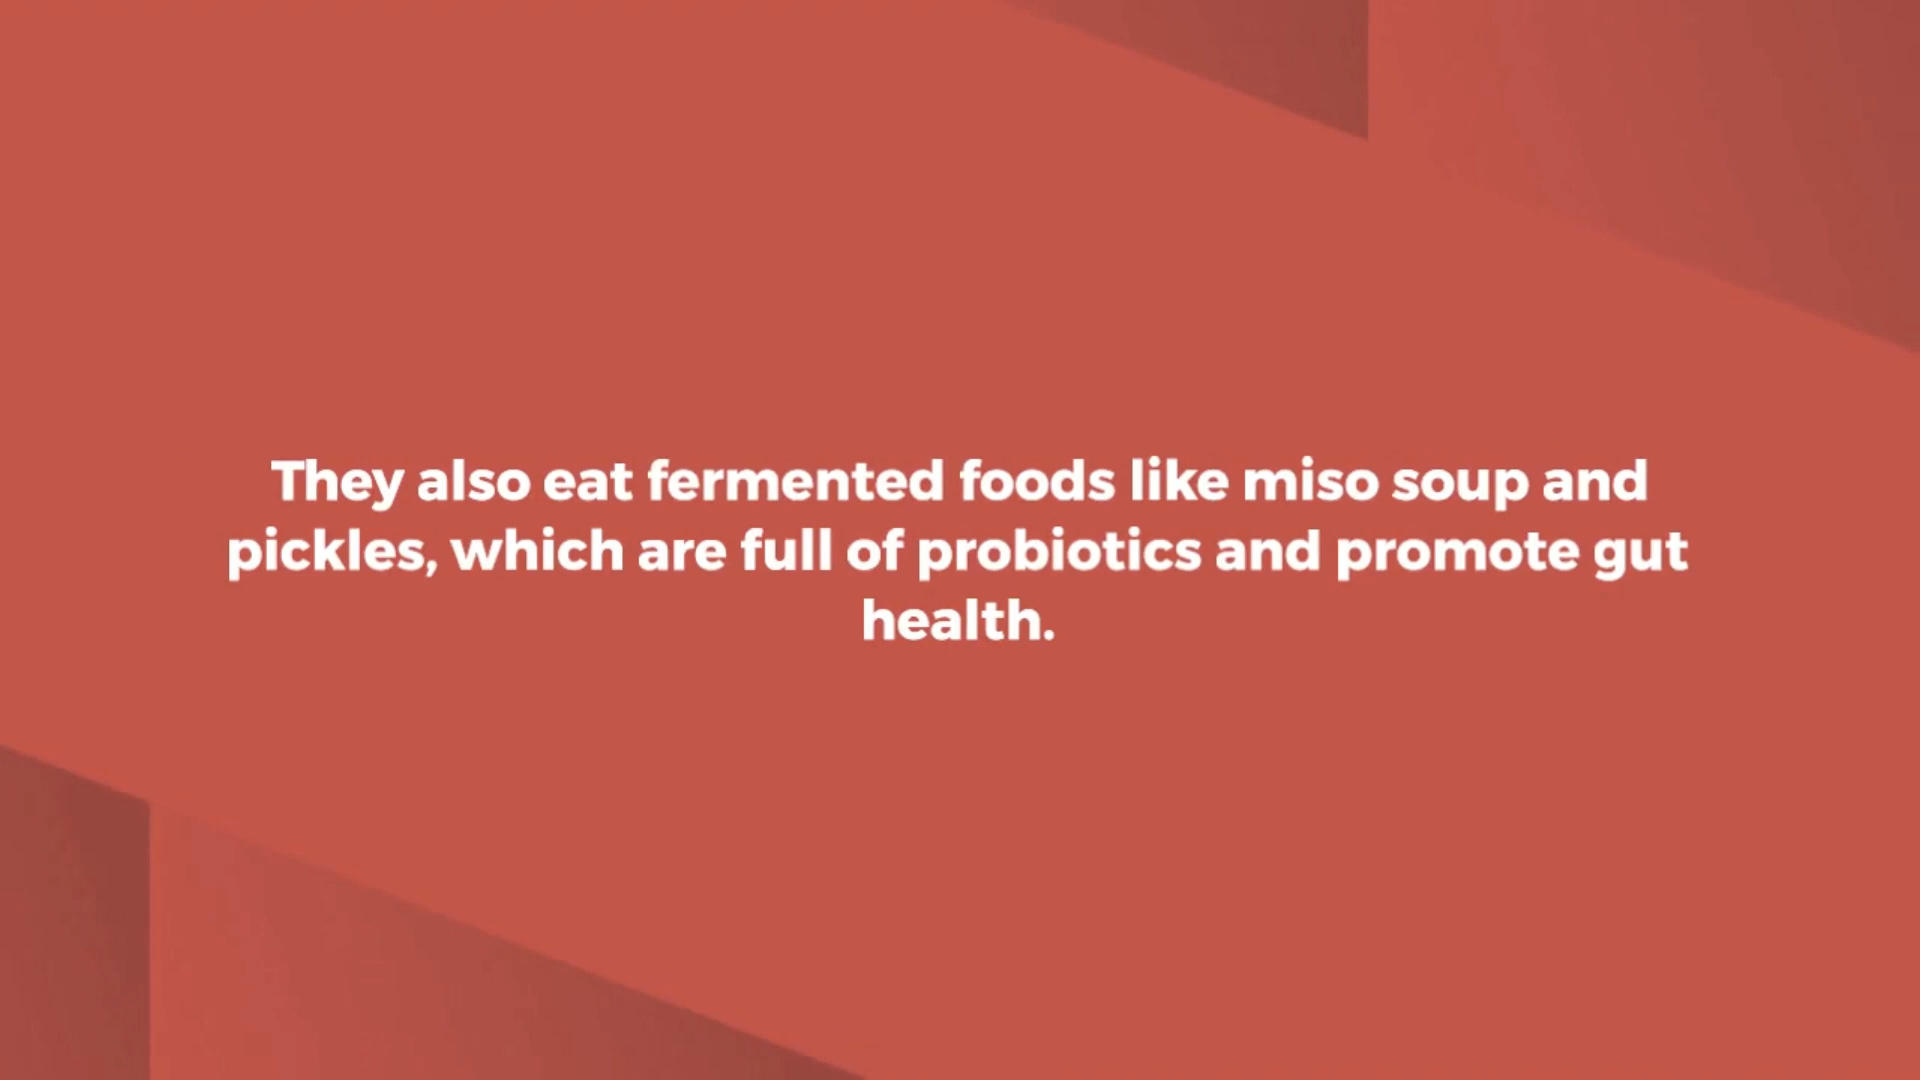 They also eat fermented foods like miso soup and
pickles, which are full of probiotics and promote gut
health.